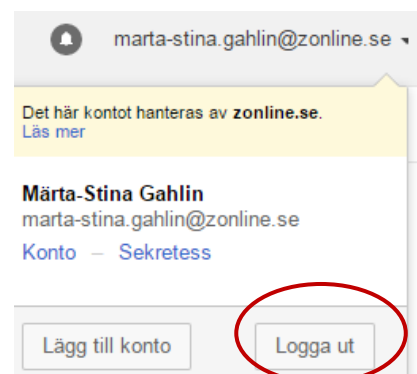 marta-stina.gahlin@zonline.se
Det här kontot hanteras av zonline.se.
Läs mer
Märta-Stina Gahlin
marta-stina.gahlin@zonline.se
Konto – Sekretess
Lägg till konto Logga ut